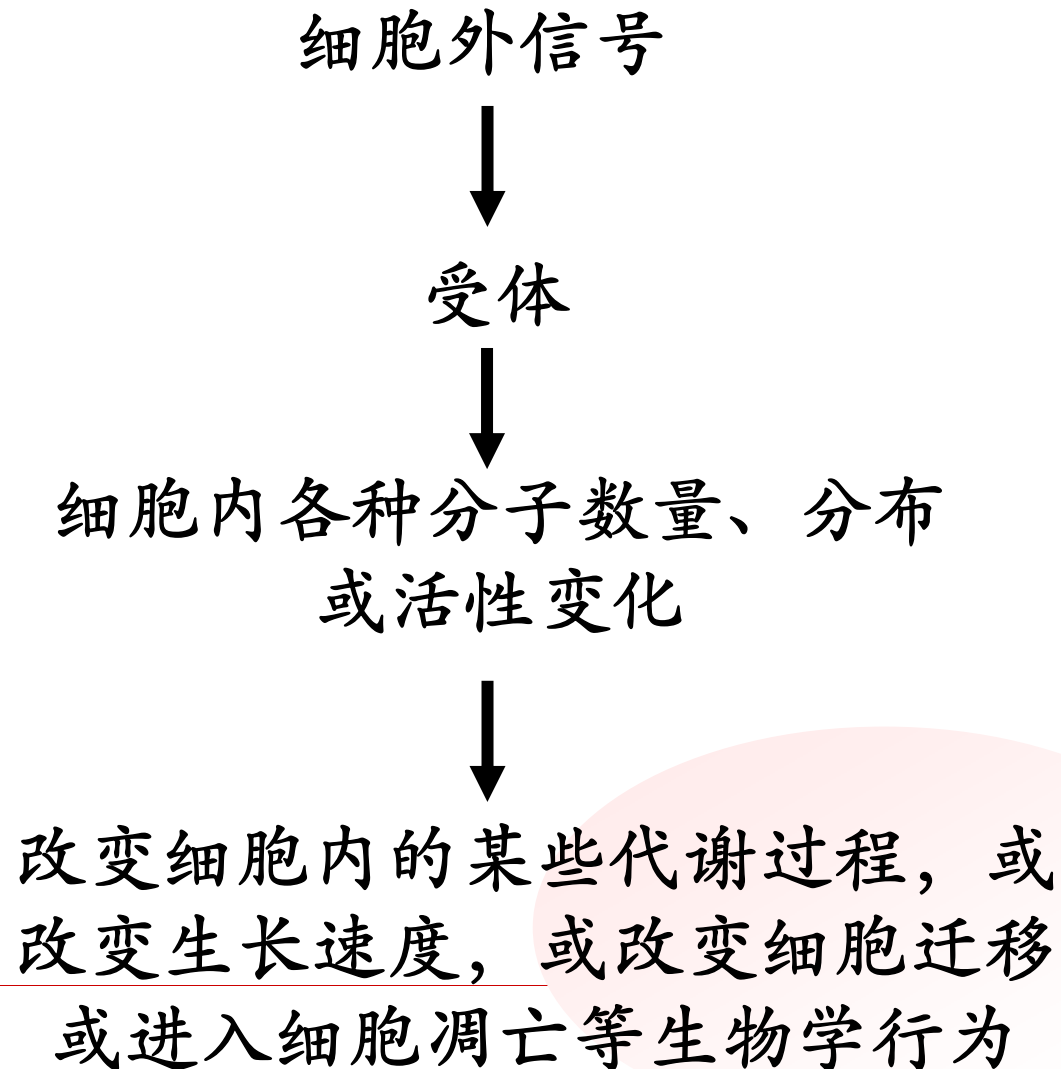 细胞外信号
受体
细胞内各种分子数量、分布
或活性变化
改变细胞内的某些代谢过程，或
改变生长速度，或改变细胞迁移
或进入细胞凋亡等生物学行为